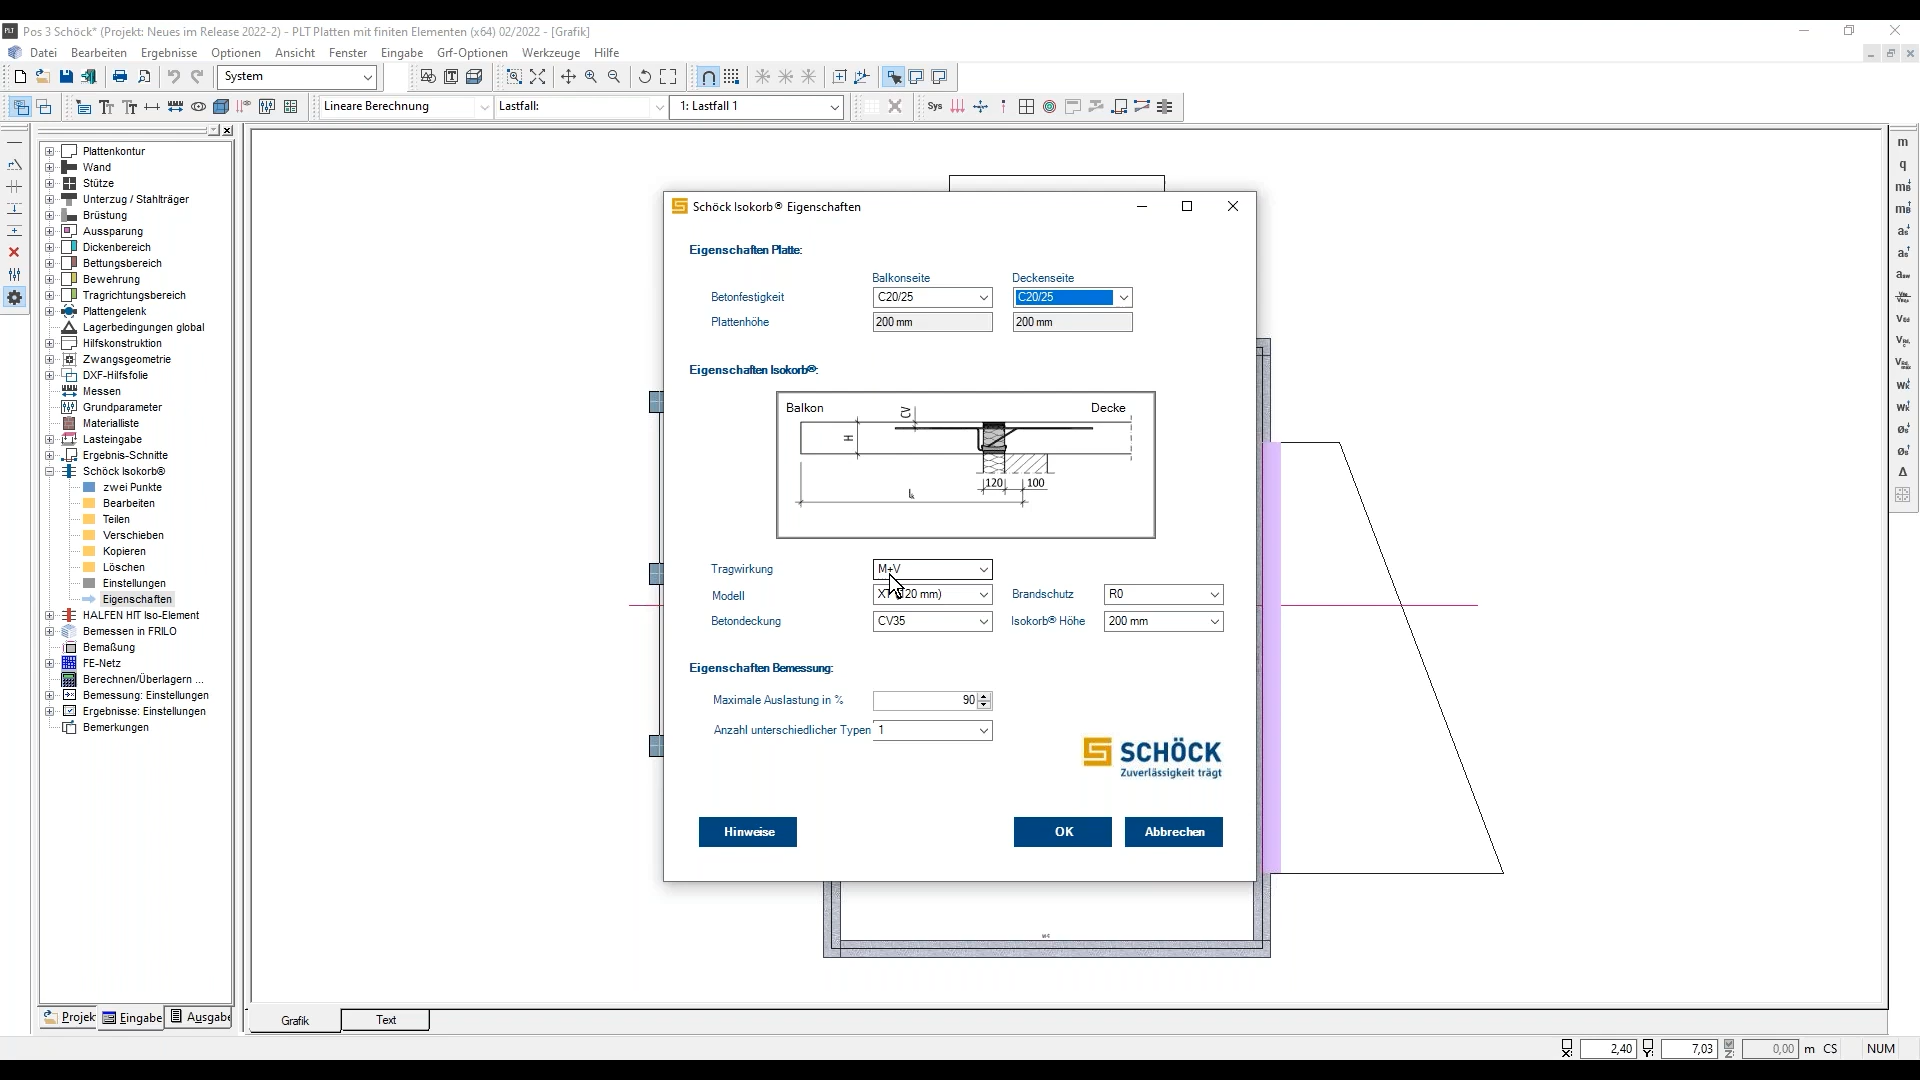 PLT Pos 3 Schöck* (Projekt: Neues im Release 2022-2) - PLT Platten mit finiten Elementen (x64) 02/2022 - [Grafik]
Datei Bearbeiten Ergebnisse Optionen Ansicht Fenster Eingabe Grf-Optionen Werkzeuge Hilfe
System
Lineare Berechnung Lastfall: 1: Lastfall 1 Sys
Plattenkontur
Wand
Stütze
Unterzug / Stahlträger
Brüstung
Aussparung
Dickenbereich
Bettungsbereich
Bewehrung
Tragrichtungsbereich
Plattengelenk
Lagerbedingungen global
Hilfskonstruktion
Zwangsgeometrie
DXF-Hilfsfolie
Messen
Grundparameter
Materialliste
Lasteingabe
Ergebnis-Schnitte
Schöck Isokorb®
zwei Punkte
Bearbeiten
Teilen
Verschieben
Kopieren
Löschen
Einstellungen
Eigenschaften
HALFEN HIT Iso-Element
Bemessen in FRILO
Bemaßung
FE-Netz
Berechnen/Überlagern ...
Bemessung: Einstellungen
Ergebnisse: Einstellungen
Bemerkungen
Projek Eingabe Ausgabe
Schöck Isokorb® Eigenschaften
Eigenschaften Platte:
Balkonseite Deckenseite
Betonfestigkeit C20/25 C20/25
Plattenhöhe 200 mm 200 mm
Eigenschaften Isokorb®:
Balkon CV Decke
H
120 100
lk
Tragwirkung M+V
Modell Brandschutz R0
Betondeckung CV35 Isokorb® Höhe 200 mm
Eigenschaften Bemessung:
Maximale Auslastung in % 90
Anzahl unterschiedlicher Typen 1
SCHÖCK
Zuverlässigkeit trägt
Hinweise OK Abbrechen
m
q
Grafik Text
X: 2,40 Y: 7,03 Z: 0,00 m CS NUM